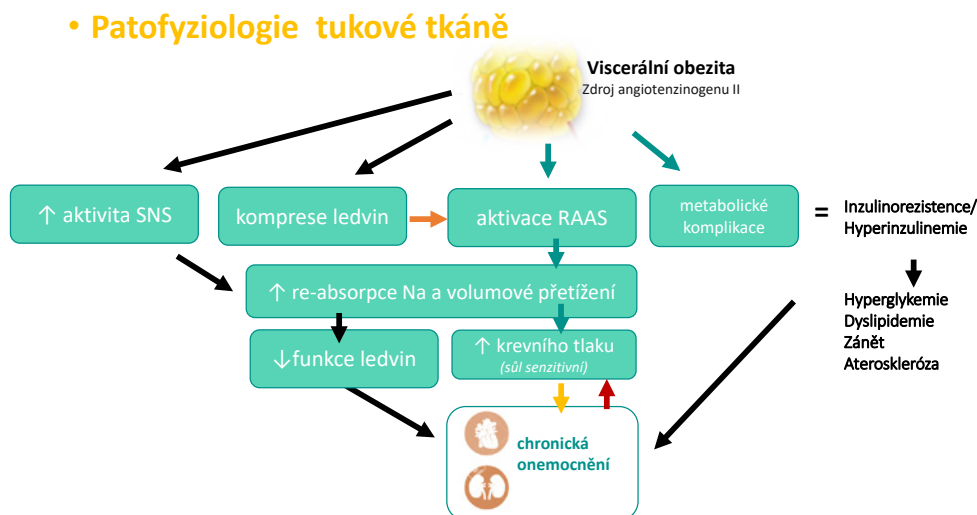 • Patofyziologie tukové tkáně
Viscerální obezita
Zdroj angiotenzinogenu II
↑ aktivita SNS
komprese ledvin
aktivace RAAS
metabolické
komplikace
=
Inzulinorezistence/
Hyperinzulinemie
↑ re-absorpce Na a volumové přetížení
Hyperglykemie
Dyslipidemie
Zánět
Ateroskleróza
↓funkce ledvin
↑ krevního tlaku
(sůl senzitivní)
chronická
onemocnění